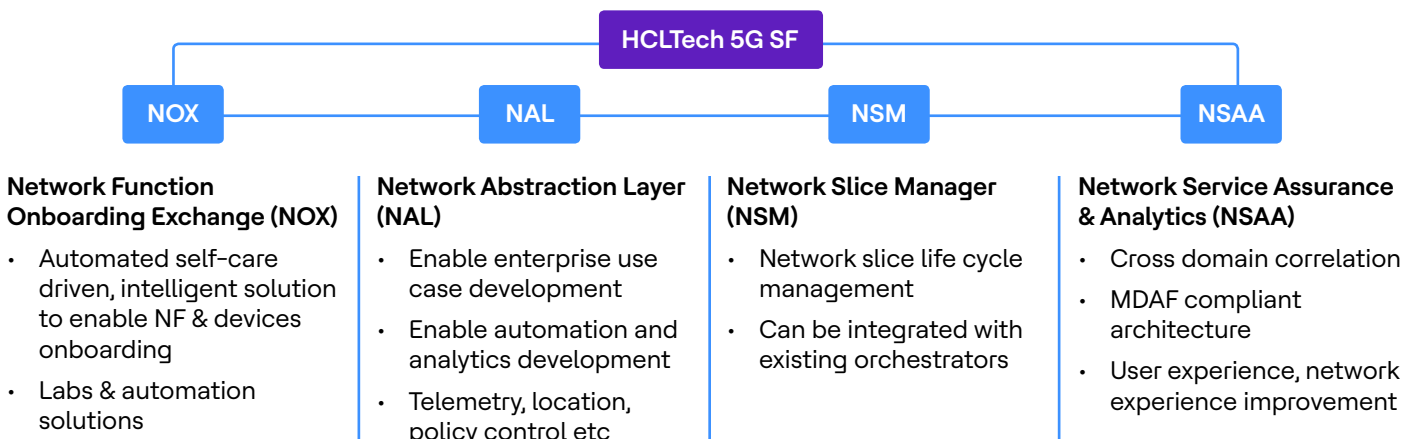 HCLTech 5G SF
NOX
NAL
NSM
NSAA
Network Function
Onboarding Exchange (NOX)
• Automated self-care
driven, intelligent solution
to enable NF & devices
onboarding
• Labs & automation
solutions
Network Abstraction Layer
(NAL)
• Enable enterprise use
case development
• Enable automation and
analytics development
• Telemetry, location,
policy control etc
Network Slice Manager
(NSM)
• Network slice life cycle
management
• Can be integrated with
existing orchestrators
Network Service Assurance
& Analytics (NSAA)
• Cross domain correlation
• MDAF compliant
architecture
• User experience, network
experience improvement